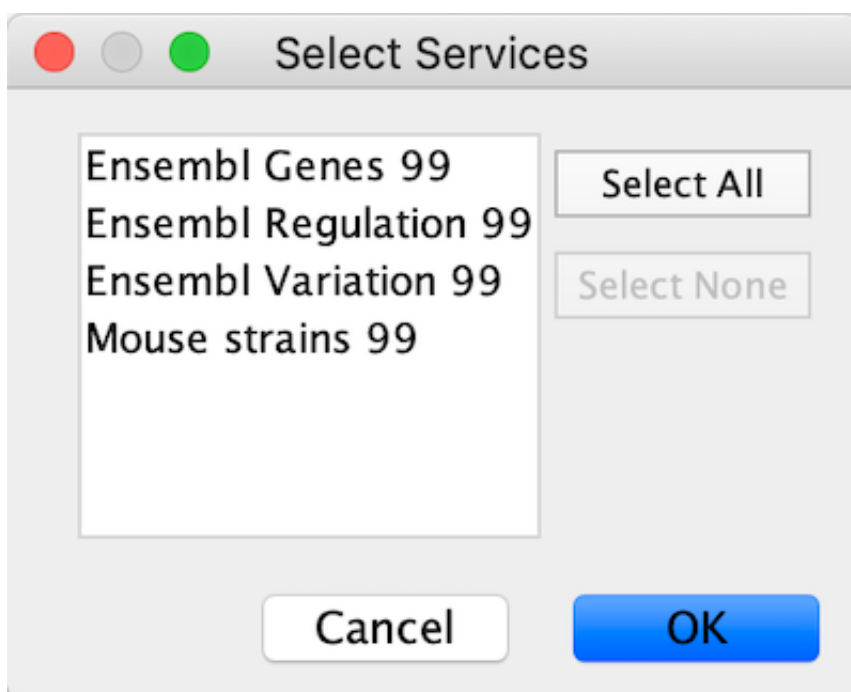 Select Services
Ensembl Genes 99
Ensembl Regulation 99
Ensembl Variation 99
Mouse strains 99
Select All
Select None
Cancel
OK